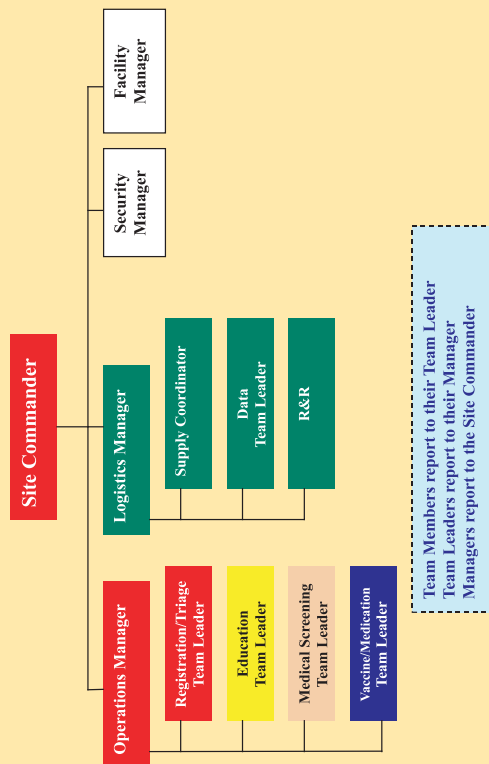 Site Commander
Operations Manager
Logistics Manager
Security
Manager
Facility
Manager
Registration/Triage
Team Leader
Education
Team Leader
Medical Screening
Team Leader
Vaccine/Medication
Team Leader
Supply Coordinator
Data
Team Leader
R&R
Team Members report to their Team Leader
Team Leaders report to their Manager
Managers report to the Site Commander